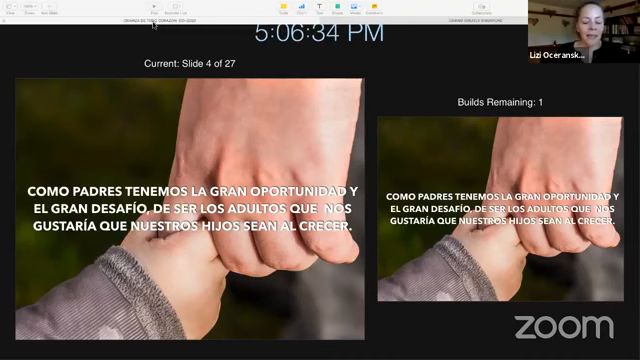 5:06:34 PM
Current: Slide 4 of 27
COMO PADRES TENEMOS LA GRAN OPORTUNIDAD Y
EL GRAN DESAFÍO, DE SER LOS ADULTOS QUE NOS
GUSTARÍA QUE NUESTROS HIJOS SEAN AL CRECER.
Builds Remaining: 1
COMO PADRES TENEMOS LA GRAN OPORTUNIDAD Y
EL GRAN DESAFÍO, DE SER LOS ADULTOS QUE NOS
GUSTARÍA QUE NUESTROS HIJOS SEAN AL CRECER.
Lizi Oceransk...
zoom